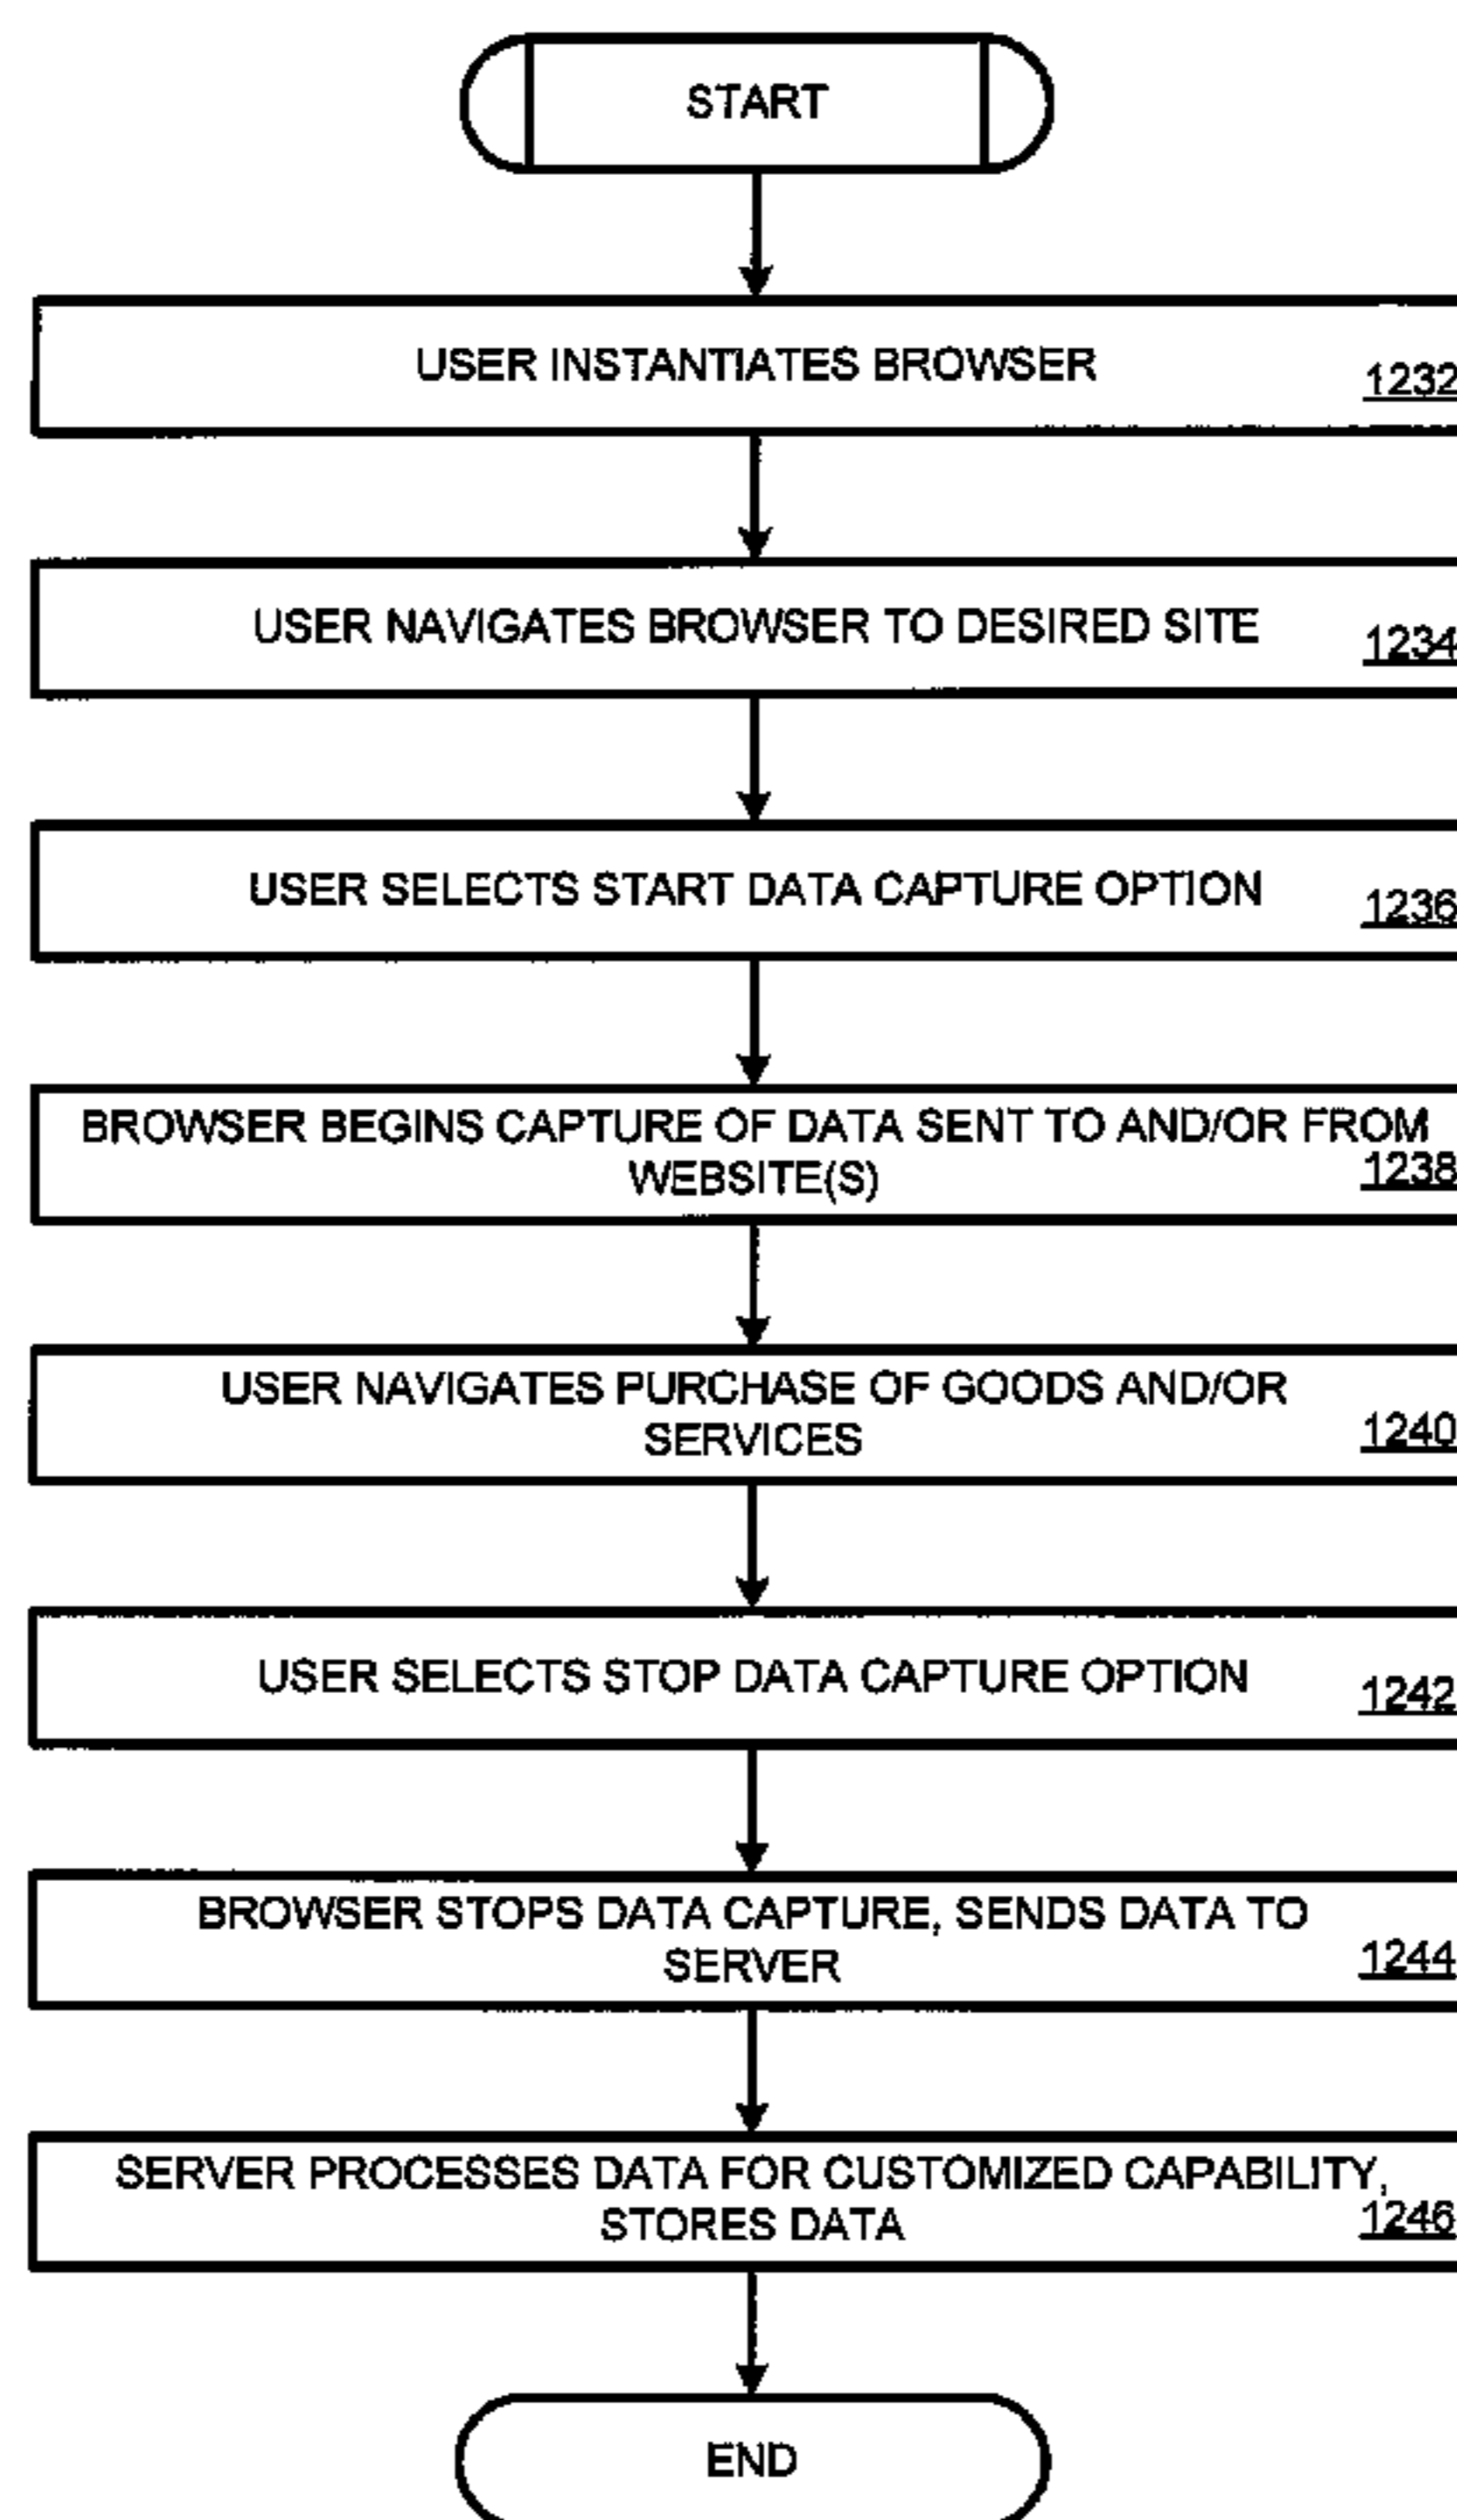 START
USER INSTANTIATES BROWSER
1232
USER NAVIGATES BROWSER TO DESIRED SITE
1234
USER SELECTS START DATA CAPTURE OPTION
1236
BROWSER BEGINS CAPTURE OF DATA SENT TO AND/OR FROM
WEBSITE(S)
1238
USER NAVIGATES PURCHASE OF GOODS AND/OR
SERVICES
1240
USER SELECTS STOP DATA CAPTURE OPTION
1242
BROWSER STOPS DATA CAPTURE, SENDS DATA TO
SERVER
1244
SERVER PROCESSES DATA FOR CUSTOMIZED CAPABILITY,
STORES DATA
1246
END